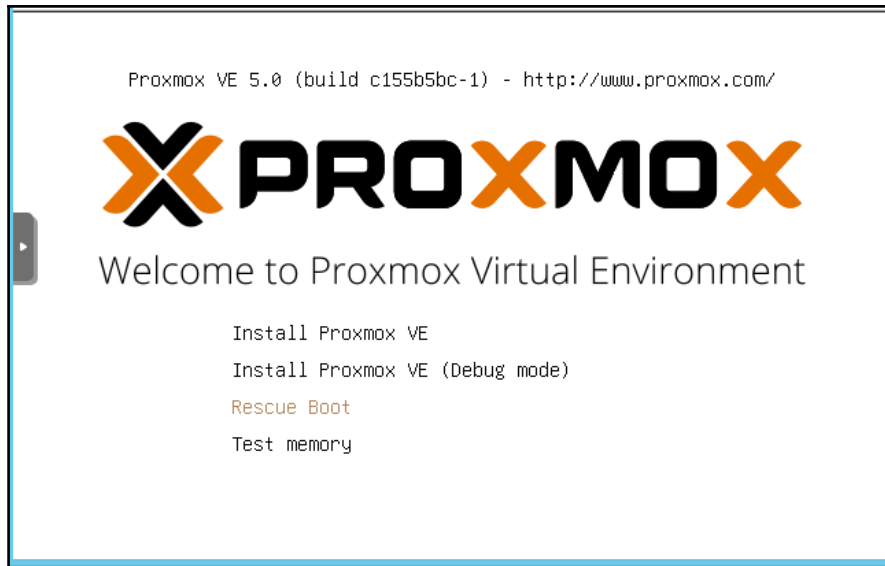 Proxmox VE 5.0 (build c155b5bc-1) - http://www.proxmox.com/
PROXMOX
Welcome to Proxmox Virtual Environment
Install Proxmox VE
Install Proxmox VE (Debug mode)
Rescue Boot
Test memory